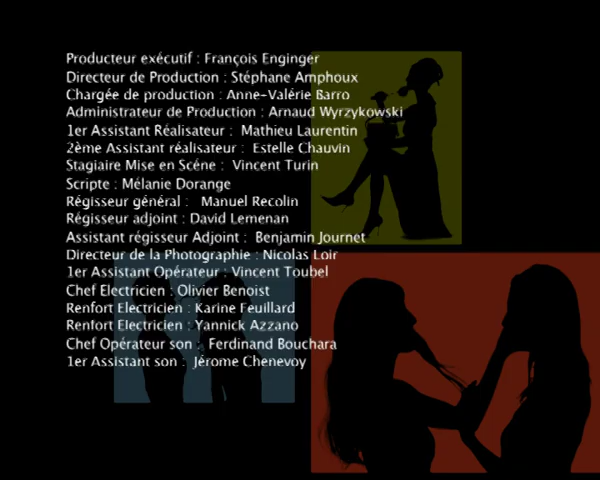 Producteur exécutif : François Enginger
Directeur de Production : Stéphane Amphoux
Chargée de production : Anne-Valérie Barro
Administrateur de Production : Arnaud Wyrzykowski
1er Assistant Réalisateur : Mathieu Laurentin
2ème Assistant réalisateur : Estelle Chauvin
Stagiaire Mise en Scéne : Vincent Turin
Scripte : Mélanie Dorange
Régisseur général : Manuel Recolin
Régisseur adjoint : David Lemenan
Assistant régisseur Adjoint : Benjamin Journet
Directeur de la Photographie : Nicolas Loir
1er Assistant Opérateur : Vincent Toubel
Chef Electricien : Olivier Benoist
Renfort Electricien : Karine Feuillard
Renfort Electricien : Yannick Azzano
Chef Opérateur son : Ferdinand Bouchara
1er Assistant son : Jérome Chenevoy